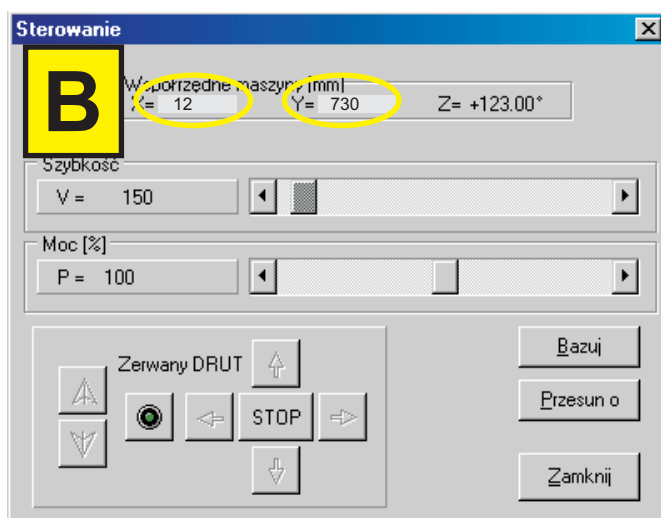 Sterowanie
B
Współrzędne maszyny [mm]
X= 12 Y= 730 Z= +123.00°
Szybkość
V = 150
Moc [%]
P = 100
Zerwany DRUT
STOP
Bazuj
Przesun o
Zamknij